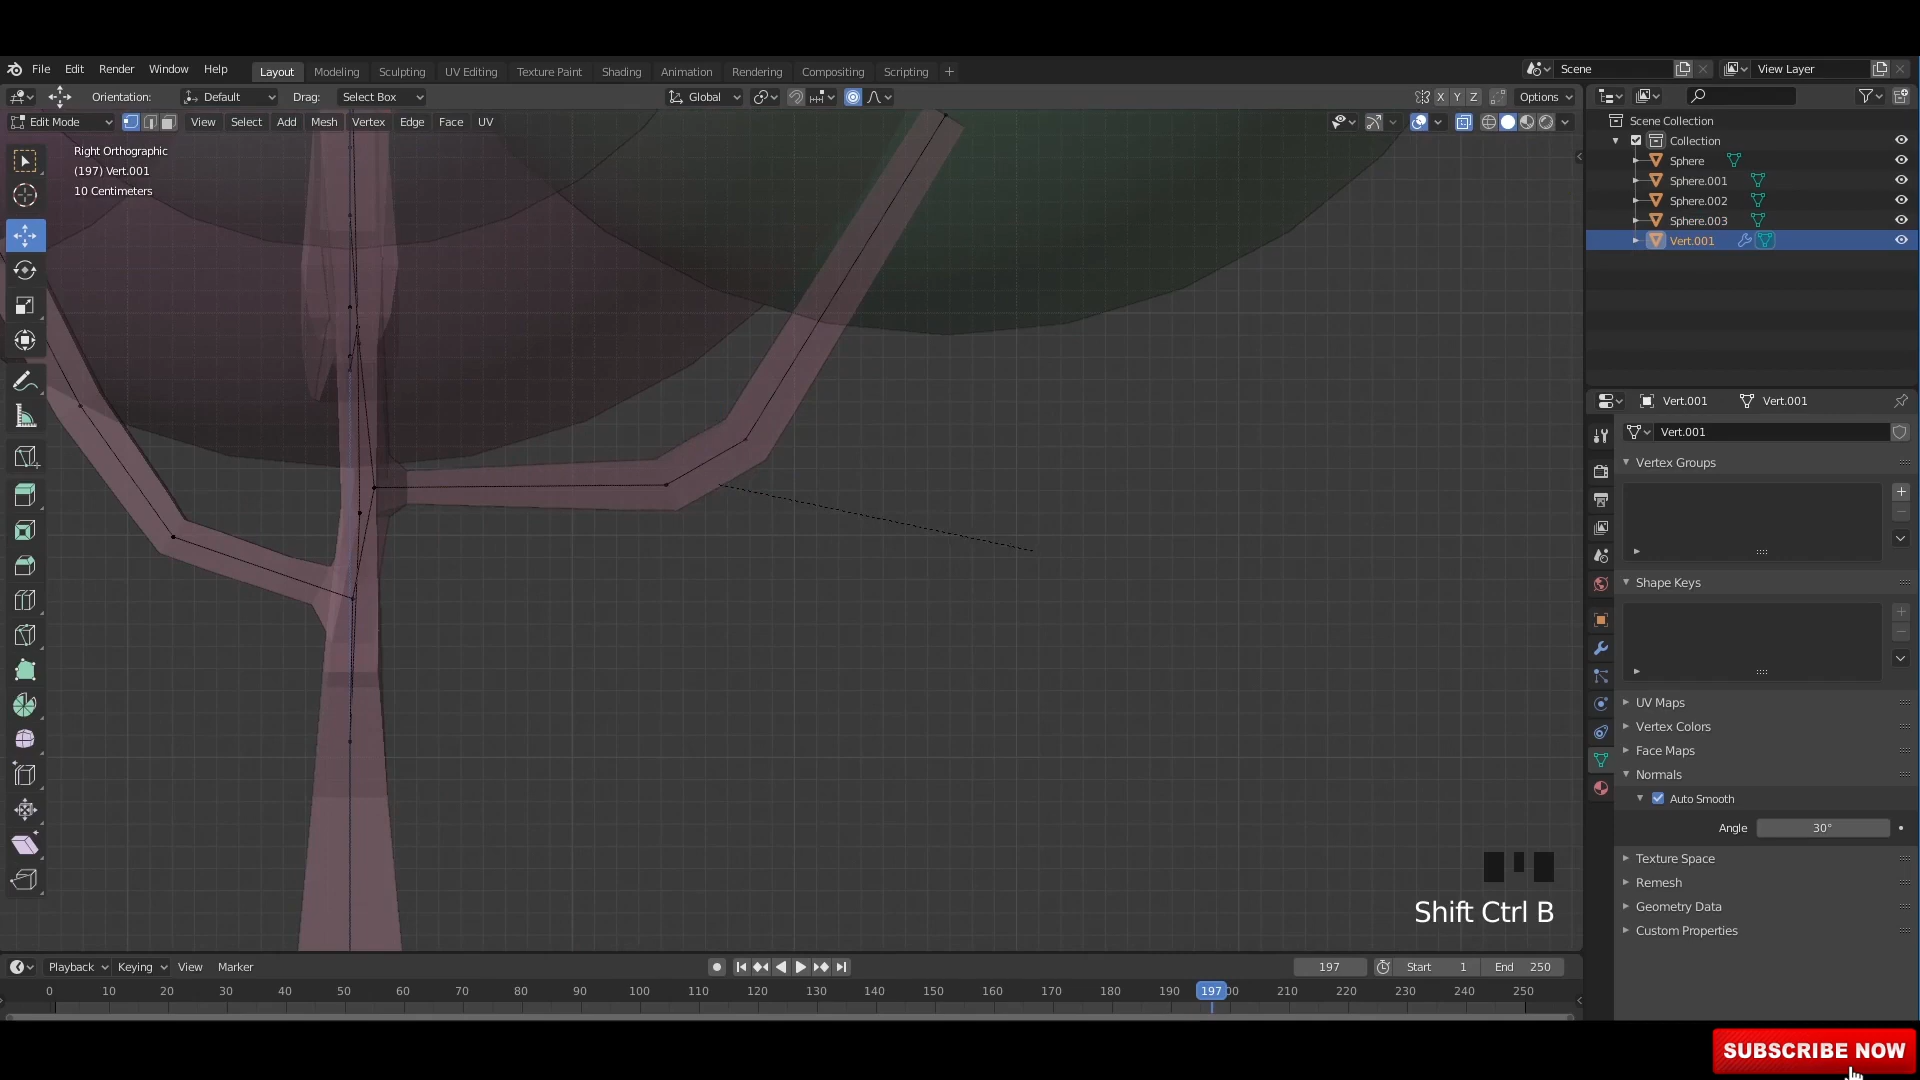 File Edit Render Window Help Layout Modeling Sculpting UV Editing Texture Paint Shading Animation Rendering Compositing Scripting + Scene View Layer
Orientation: Default Drag: Select Box Global X Y Z Options
Edit Mode View Select Add Mesh Vertex Edge Face UV
Right Orthographic
(197) Vert.001
10 Centimeters
Scene Collection
Collection
Sphere
Sphere.001
Sphere.002
Sphere.003
Vert.001
Vert.001 Vert.001
Vert.001
Vertex Groups
Shape Keys
UV Maps
Vertex Colors
Face Maps
Normals
Auto Smooth
Angle 30°
Texture Space
Remesh
Geometry Data
Custom Properties
Shift Ctrl B
Playback Keying View Marker 197 Start 1 End 250
0 10 20 30 40 50 60 70 80 90 100 110 120 130 140 150 160 170 180 190 197 00 210 220 230 240 250
SUBSCRIBE NOW